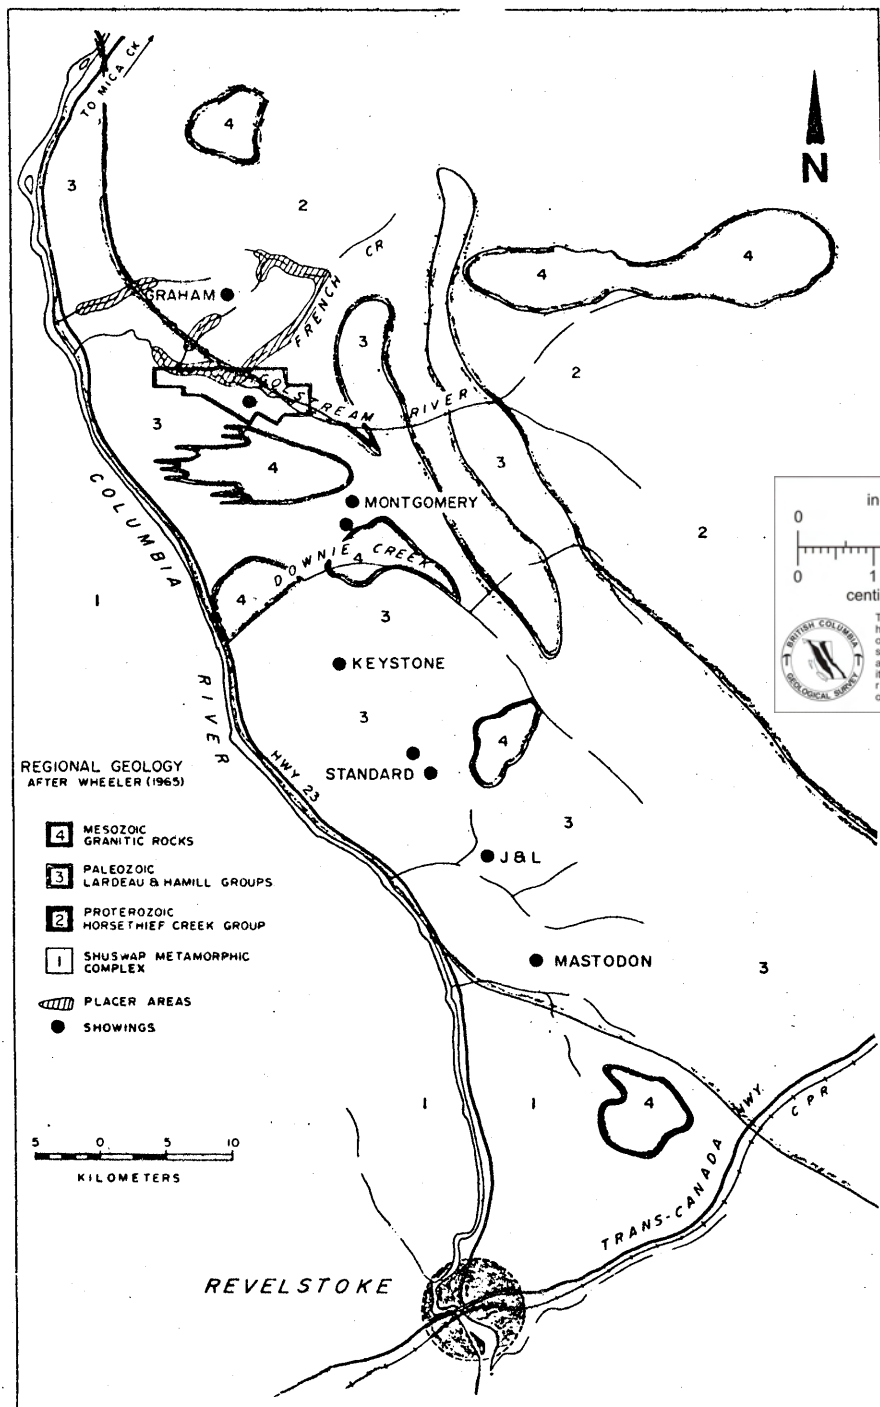 TO MICA CK
N
4
3
2
4
4
GRAHAM
FRENCH CR
3
2
GOLDSTREAM RIVER
3
4
3
MONTGOMERY
2
COLUMBIA RIVER
DOWNIE CREEK
4
4
1
3
KEYSTONE
3
4
STANDARD
HWY 23
3
J&L
MASTODON
3
in
0
0 1
centi
BRITISH COLUMBIA
GEOLOGICAL SURVEY
REGIONAL GEOLOGY
AFTER WHEELER (1965)
4 MESOZOIC
GRANITIC ROCKS
3 PALEOZOIC
LARDEAU & HAMILL GROUPS
2 PROTEROZOIC
HORSETHIEF CREEK GROUP
1 SHUSWAP METAMORPHIC
COMPLEX
PLACER AREAS
SHOWINGS
1
1
4
5 0 5 10
KILOMETERS
TRANS-CANADA HWY.
CPR
REVELSTOKE